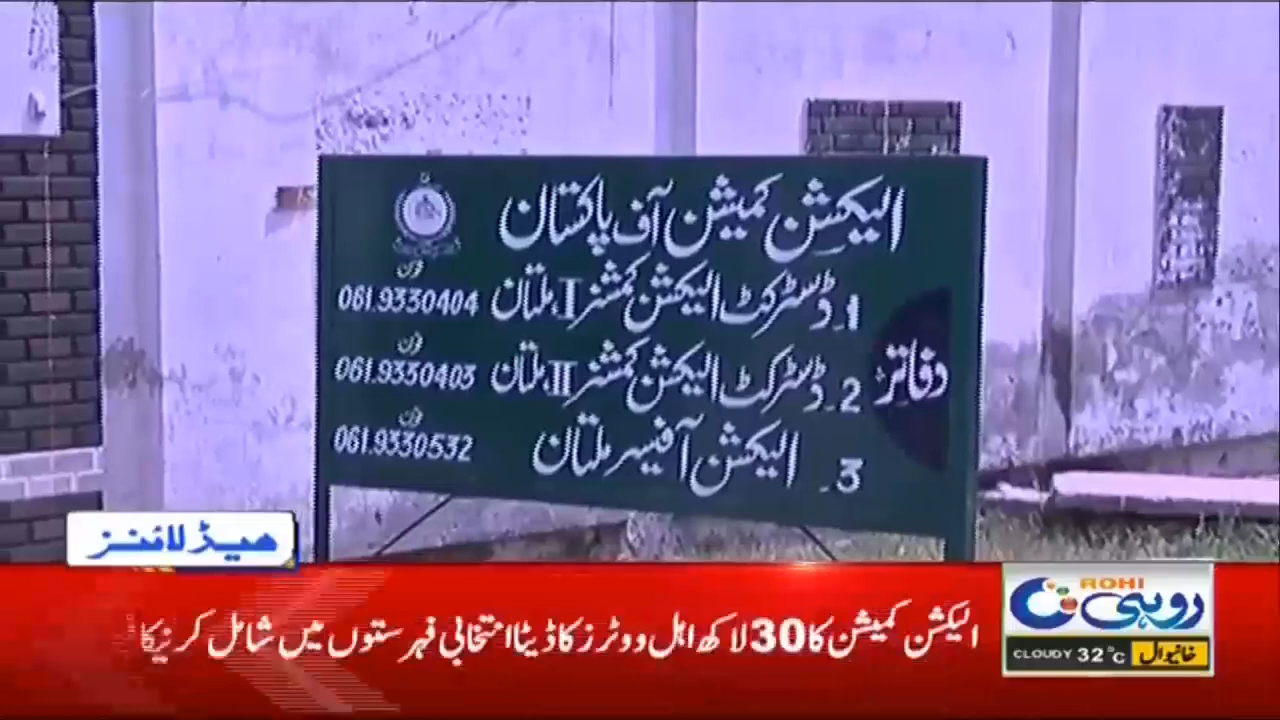 الیکشن کمیشن آف پاکستان
دفاتر
1۔ ڈسٹرکٹ الیکشن کمشنر I، ملتان فون 061.9330404
2۔ ڈسٹرکٹ الیکشن کمشنر II، ملتان فون 061.9330403
3۔ الیکشن آفیسر ملتان فون 061.9330532
ھیڈ لائنز
الیکشن کمیشن کا 30 لاکھ اہل ووٹرز کا ڈیٹا انتخابی فہرستوں میں شامل کرنیکا
ROHI
روہی
CLOUDY 32°C خانیوال